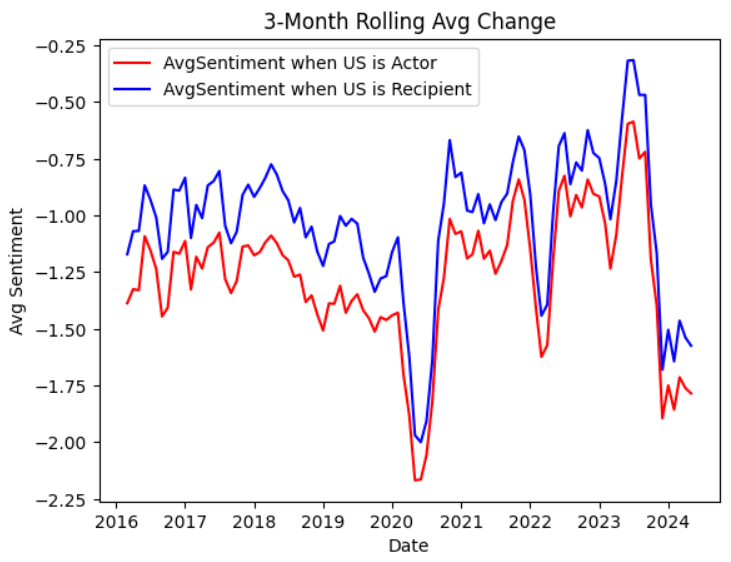 3-Month Rolling Avg Change
AvgSentiment when US is Actor
AvgSentiment when US is Recipient
Avg Sentiment
−0.25
−0.50
−0.75
−1.00
−1.25
−1.50
−1.75
−2.00
−2.25
2016 2017 2018 2019 2020 2021 2022 2023 2024
Date